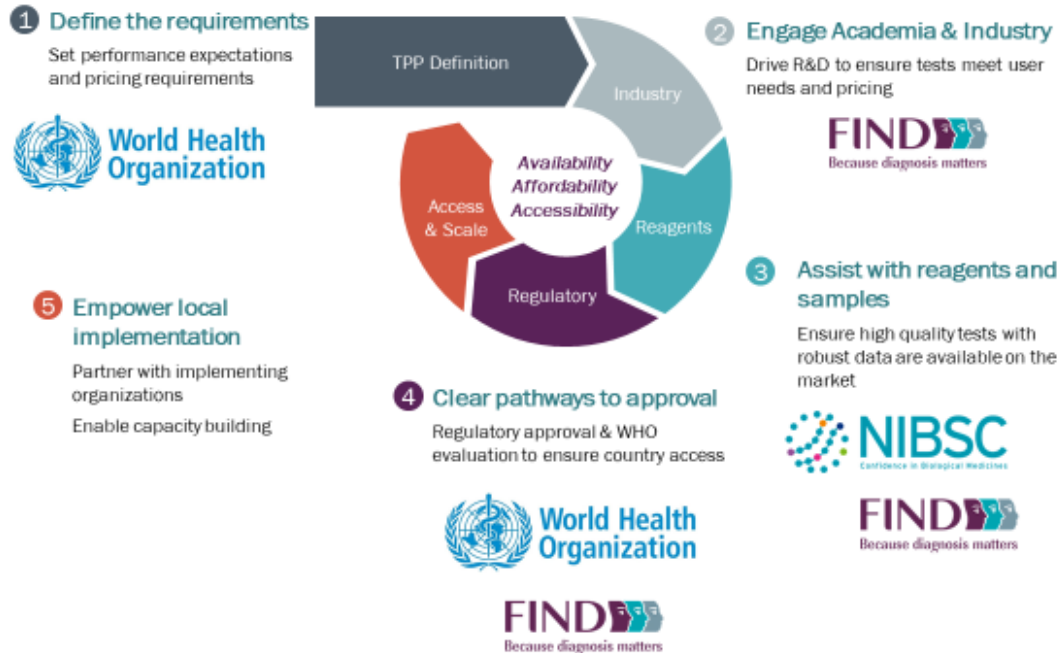 1 Define the requirements
Set performance expectations
and pricing requirements
World Health
Organization
TPP Definition
Industry
Reagents
Regulatory
Access
& Scale
Availability
Affordability
Accessibility
2 Engage Academia & Industry
Drive R&D to ensure tests meet user
needs and pricing
FIND
Because diagnosis matters
3 Assist with reagents and
samples
Ensure high quality tests with
robust data are available on the
market
NIBSC
Confidence in Biological Medicines
FIND
Because diagnosis matters
4 Clear pathways to approval
Regulatory approval & WHO
evaluation to ensure country access
World Health
Organization
FIND
Because diagnosis matters
5 Empower local
implementation
Partner with implementing
organizations
Enable capacity building